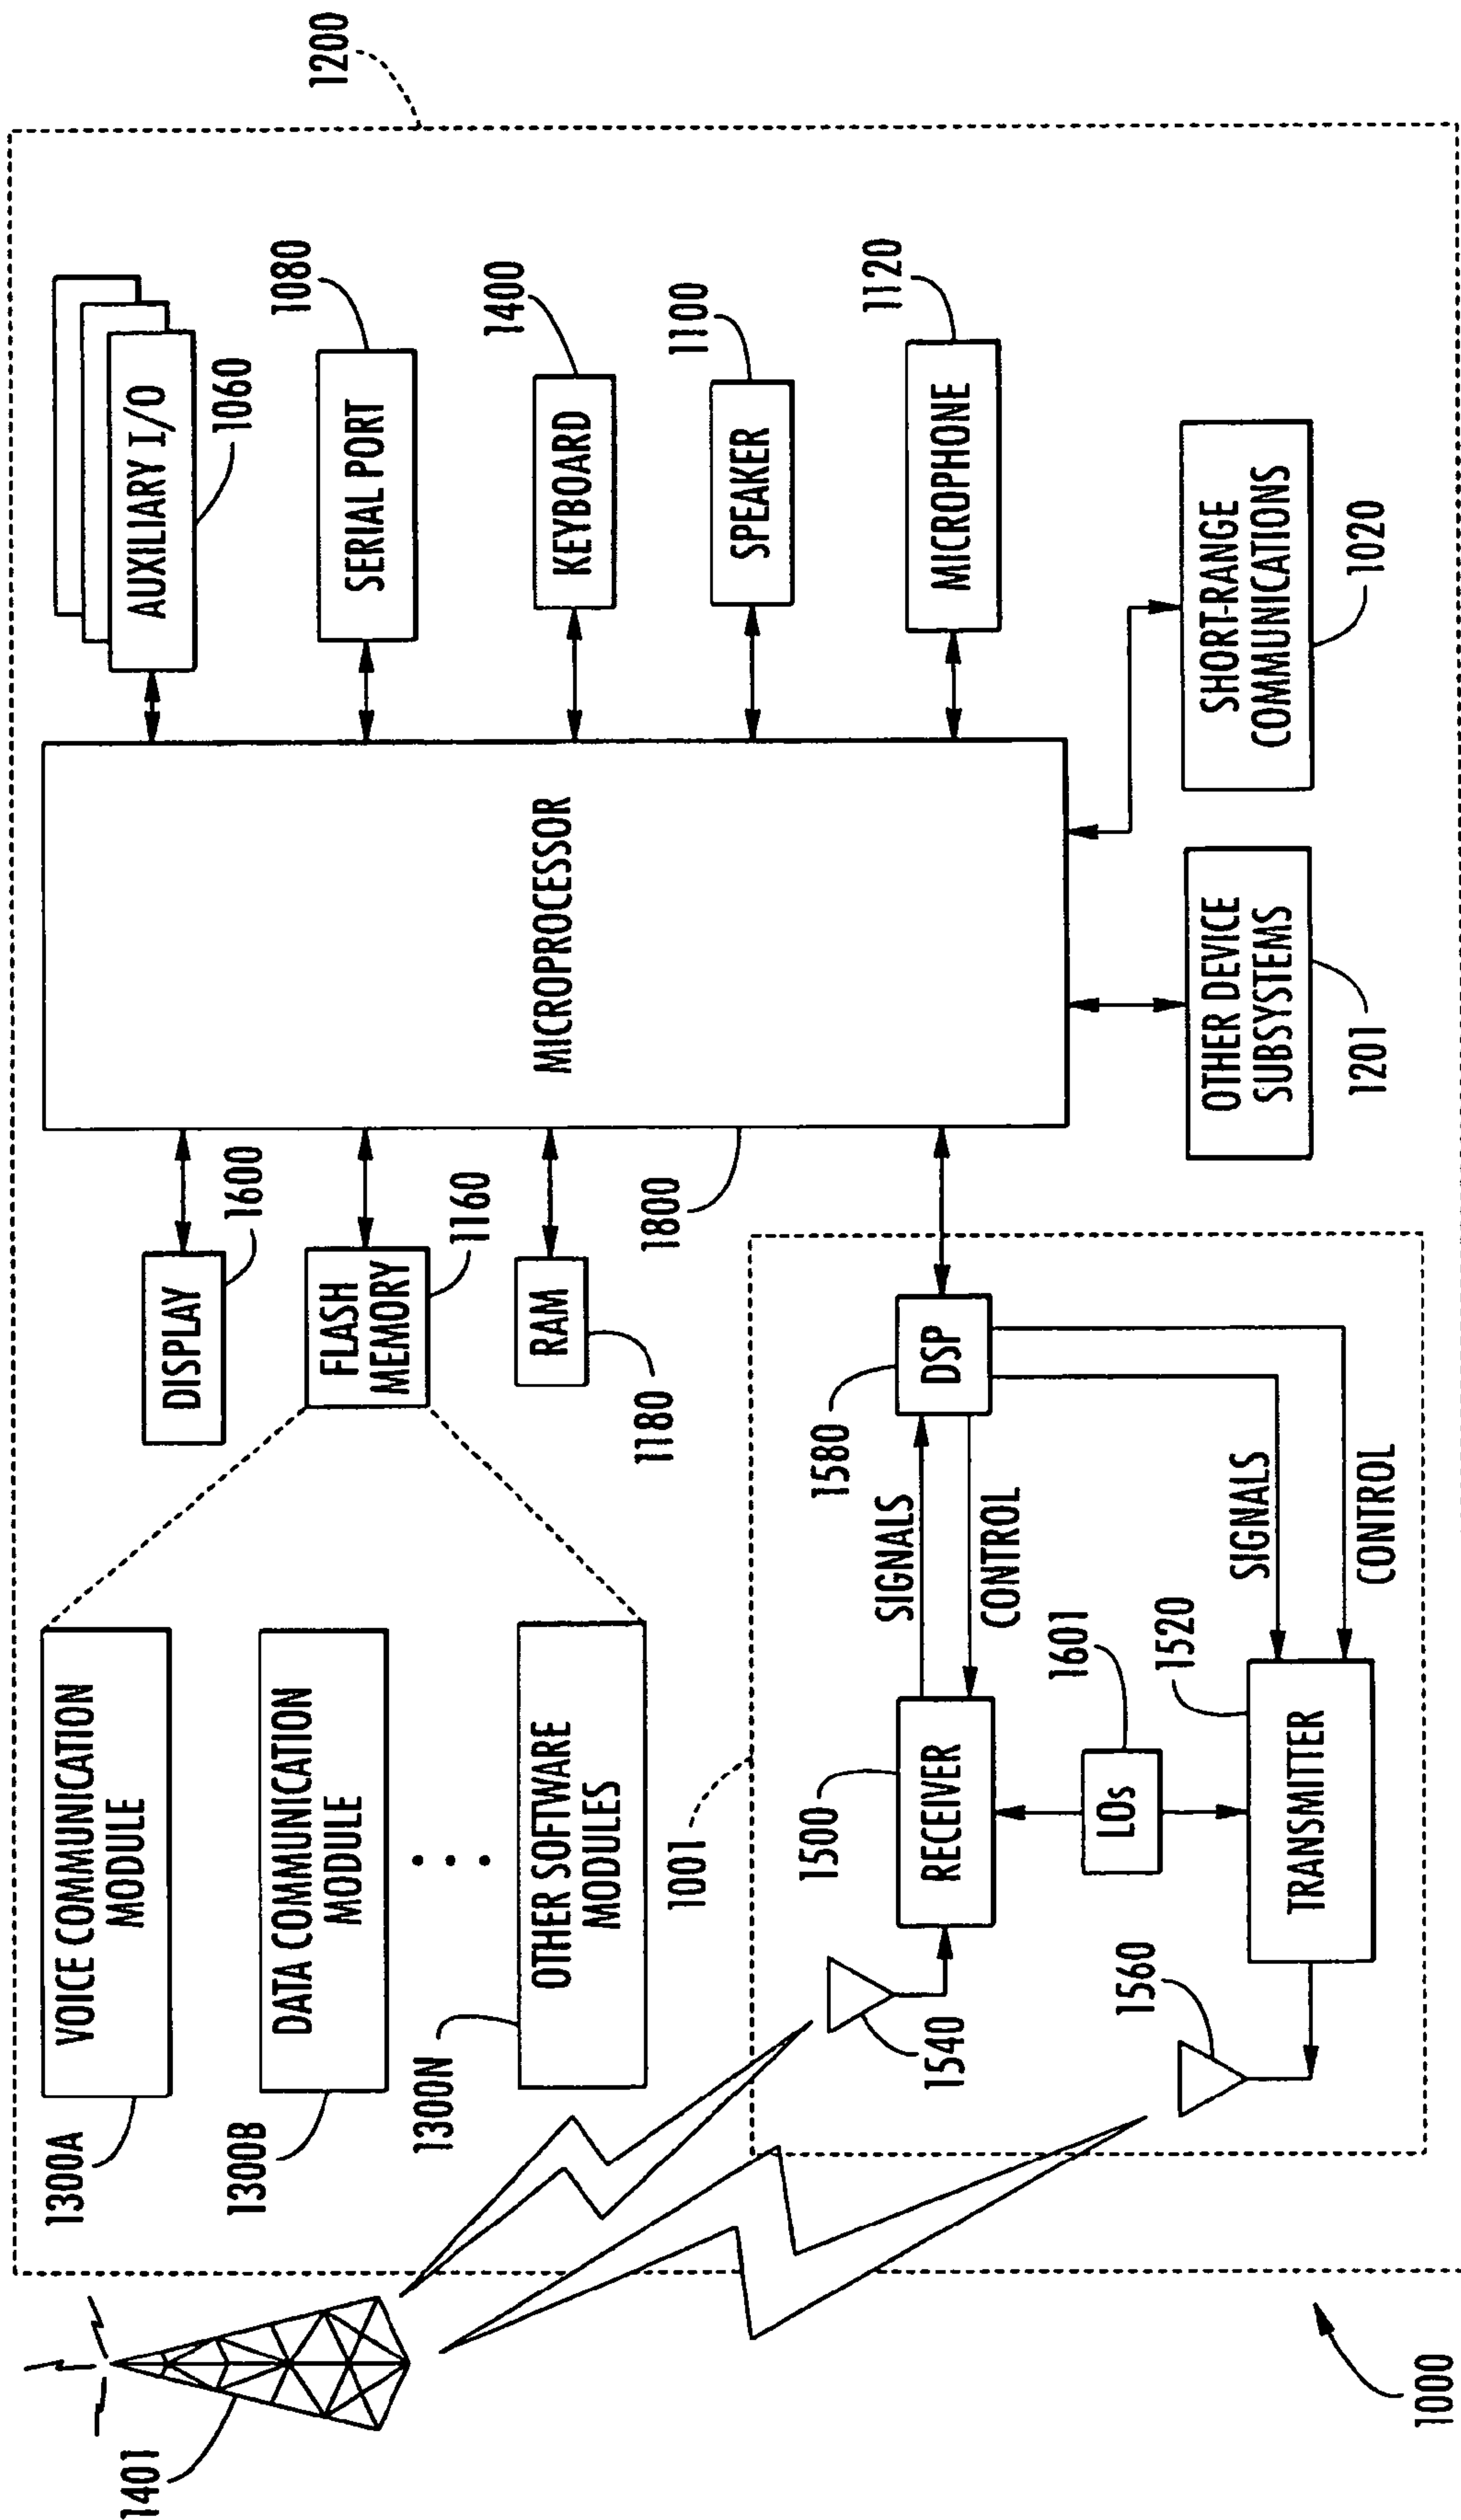 1200
AUXILIARY I/O
1060
SERIAL PORT
1080
KEYBOARD
1400
SPEAKER
1100
MICROPHONE
1120
SHORT-RANGE
COMMUNICATIONS
1020
MICROPROCESSOR
1800
OTHER DEVICE
SUBSYSTEMS
1201
DISPLAY
1600
FLASH
MEMORY
1160
RAM
1180
VOICE COMMUNICATION
MODULE
1300A
DATA COMMUNICATION
MODULE
1300B
• • •
OTHER SOFTWARE
MODULES
1300N
1001
DSP
1580
SIGNALS
CONTROL
RECEIVER
1500
LOs
1601
SIGNALS
CONTROL
TRANSMITTER
1520
1540
1560
1401
1000